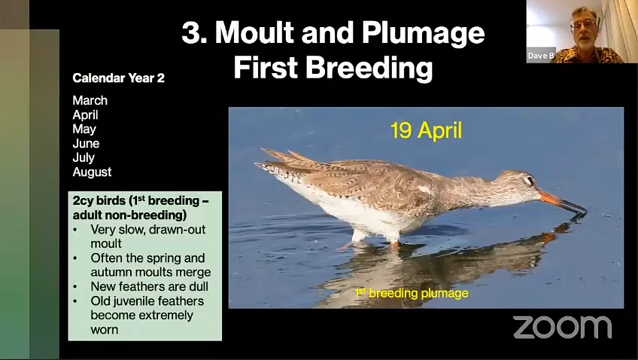 3. Moult and Plumage
First Breeding
Dave B
Calendar Year 2
March
April
May
June
July
August
19 April
2cy birds (1st breeding –
adult non-breeding)
• Very slow, drawn-out
moult
• Often the spring and
autumn moults merge
• New feathers are dull
• Old juvenile feathers
become extremely
worn
1st breeding plumage
zoom